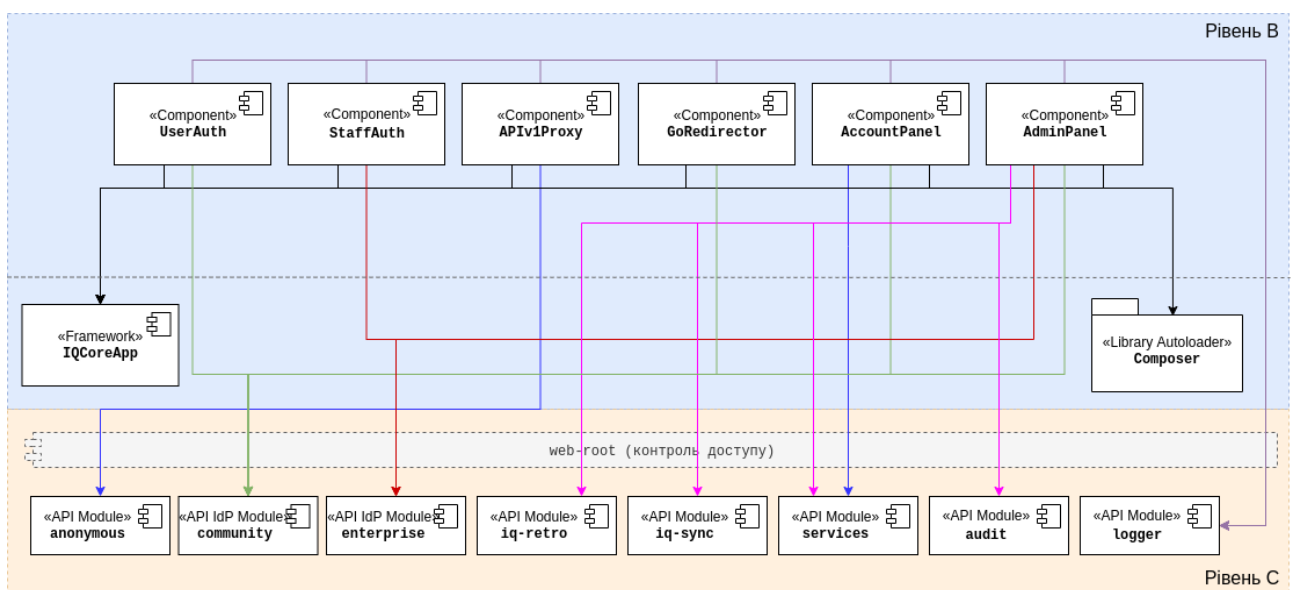 Рівень B
«Component»
UserAuth
«Component»
StaffAuth
«Component»
APIv1Proxy
«Component»
GoRedirector
«Component»
AccountPanel
«Component»
AdminPanel
«Framework»
IQCoreApp
«Library Autoloader»
Composer
web-root (контроль доступу)
«API Module»
anonymous
«API IdP Module»
community
«API IdP Module»
enterprise
«API Module»
iq-retro
«API Module»
iq-sync
«API Module»
services
«API Module»
audit
«API Module»
logger
Рівень C